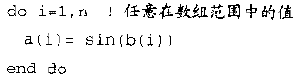 do i=1,n ! 任意在数组范围中的值
a(i)= sin(b(i))
end do